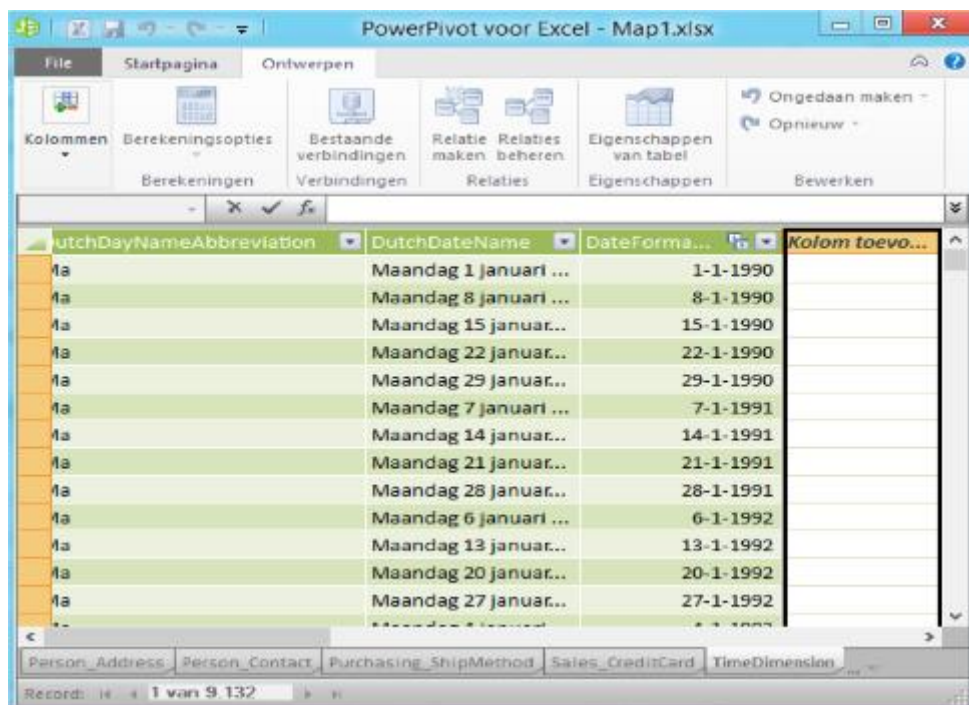 PowerPivot voor Excel - Map1.xlsx
File Startpagina Ontwerpen
Kolommen
Berekeningsopties
Bestaande verbindingen
Relatie maken
Relaties beheren
Eigenschappen van tabel
Ongedaan maken
Opnieuw
Berekeningen Verbindingen Relaties Eigenschappen Bewerken
fx
utchDayNameAbbreviation DutchDateName DateForma... Kolom toevo...
Ma Maandag 1 januari ... 1-1-1990
Ma Maandag 8 januari ... 8-1-1990
Ma Maandag 15 januar... 15-1-1990
Ma Maandag 22 januar... 22-1-1990
Ma Maandag 29 januar... 29-1-1990
Ma Maandag 7 januari ... 7-1-1991
Ma Maandag 14 januar... 14-1-1991
Ma Maandag 21 januar... 21-1-1991
Ma Maandag 28 januar... 28-1-1991
Ma Maandag 6 januari ... 6-1-1992
Ma Maandag 13 januar... 13-1-1992
Ma Maandag 20 januar... 20-1-1992
Ma Maandag 27 januar... 27-1-1992
Person_Address Person_Contact Purchasing_ShipMethod Sales_CreditCard TimeDimension
Record: 1 van 9.132